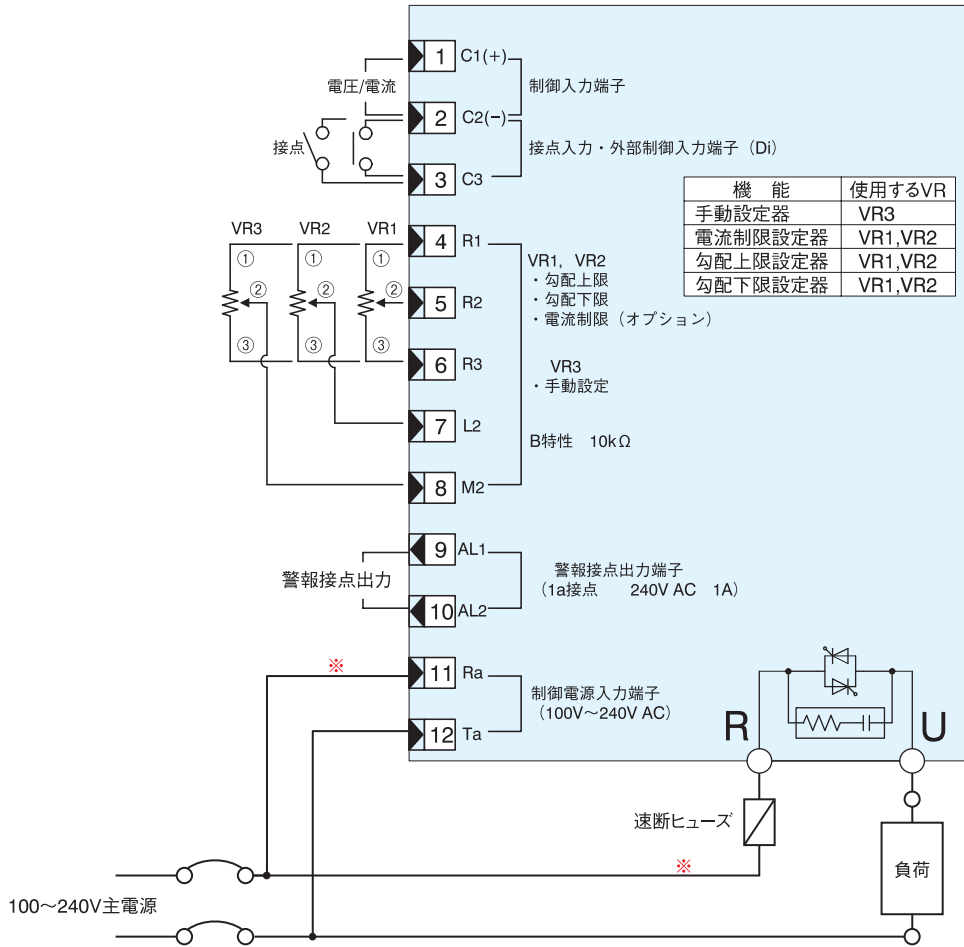 1 C1(+)
電圧/電流
制御入力端子
2 C2(-)
接点
接点入力・外部制御入力端子（Di）
3 C3
機 能 使用するVR
手動設定器 VR3
電流制限設定器 VR1,VR2
勾配上限設定器 VR1,VR2
勾配下限設定器 VR1,VR2
VR3 VR2 VR1
4 R1
① ① ①
VR1, VR2
・勾配上限
・勾配下限
・電流制限（オプション）
② ② ②
5 R2
③ ③ ③
6 R3
VR3
・手動設定
7 L2
B特性 10kΩ
8 M2
9 AL1
警報接点出力
警報接点出力端子
（1a接点 240V AC 1A）
10 AL2
※
11 Ra
制御電源入力端子
（100V～240V AC）
12 Ta
R U
速断ヒューズ
※
負荷
100～240V主電源